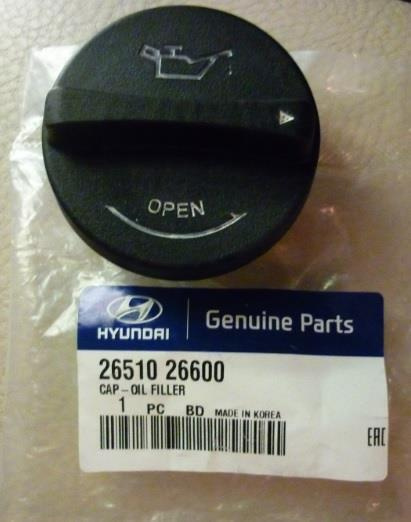 OPEN
HYUNDAI
Genuine Parts
26510 26600
CAP-OIL FILLER
1 PC BD MADE IN KOREA
EAC